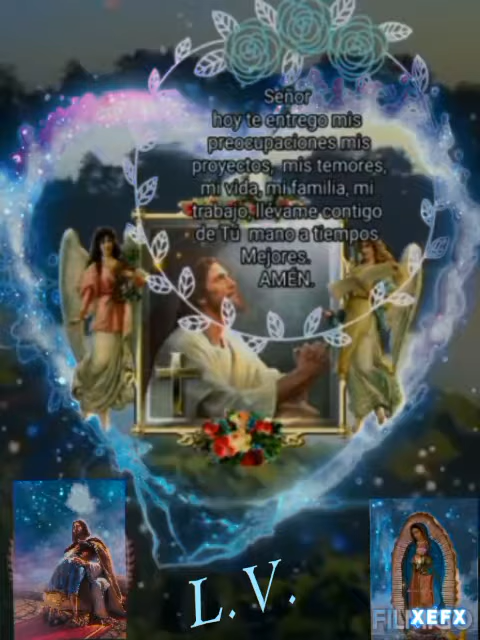 Señor
hoy te entrego mis
preocupaciones mis
proyectos, mis temores,
mi vida, mi familia, mi
trabajo, llévame contigo
de Tu mano a tiempos
Mejores.
AMÉN.
L.V.
XEFX